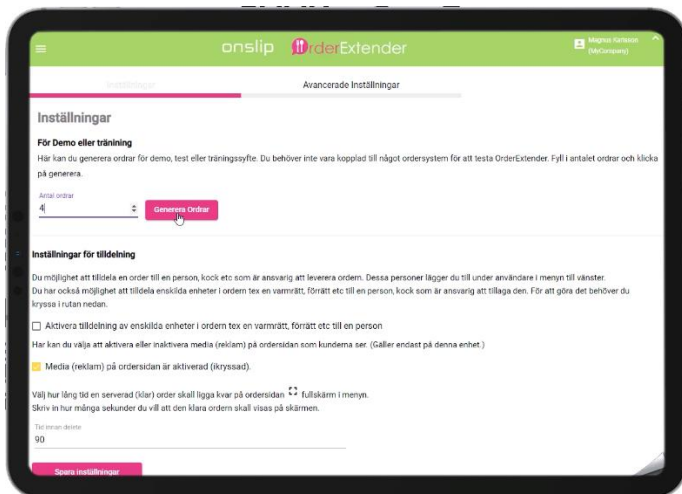 onslip OrderExtender
Magnus Karlsson
(MyCompany)
Inställningar
Avancerade Inställningar
Inställningar
För Demo eller träinining
Här kan du generera ordrar för demo, test eller träningssyfte. Du behöver inte vara kopplad till något ordersystem för att testa OrderExtender. Fyll i antalet ordrar och klicka
på generera.
Antal ordrar
4
Generera Ordrar
Inställningar för tilldelning
Du möjlighet att tilldela en order till en person, kock etc som är ansvarig att leverera ordern. Dessa personer lägger du till under användare i menyn till vänster.
Du har också möjlighet att tilldela enskilda enheter i ordern tex en varmrätt, förrätt etc till en person, kock som är ansvarig att tillaga den. För att göra det behöver du
kryssa i rutan nedan.
Aktivera tilldelning av enskilda enheter i ordern tex en varmrätt, förrätt etc till en person
Har kan du välja att aktivera eller inaktivera media (reklam) på ordersidan som kunderna ser. (Gäller endast på denna enhet.)
Media (reklam) på ordersidan är aktiverad (ikryssad).
Välj hur lång tid en serverad (klar) order skall ligga kvar på ordersidan fullskärm i menyn.
Skriv in hur många sekunder du vill att den klara ordern skall visas på skärmen.
Tid innan delete
90
Spara inställningar